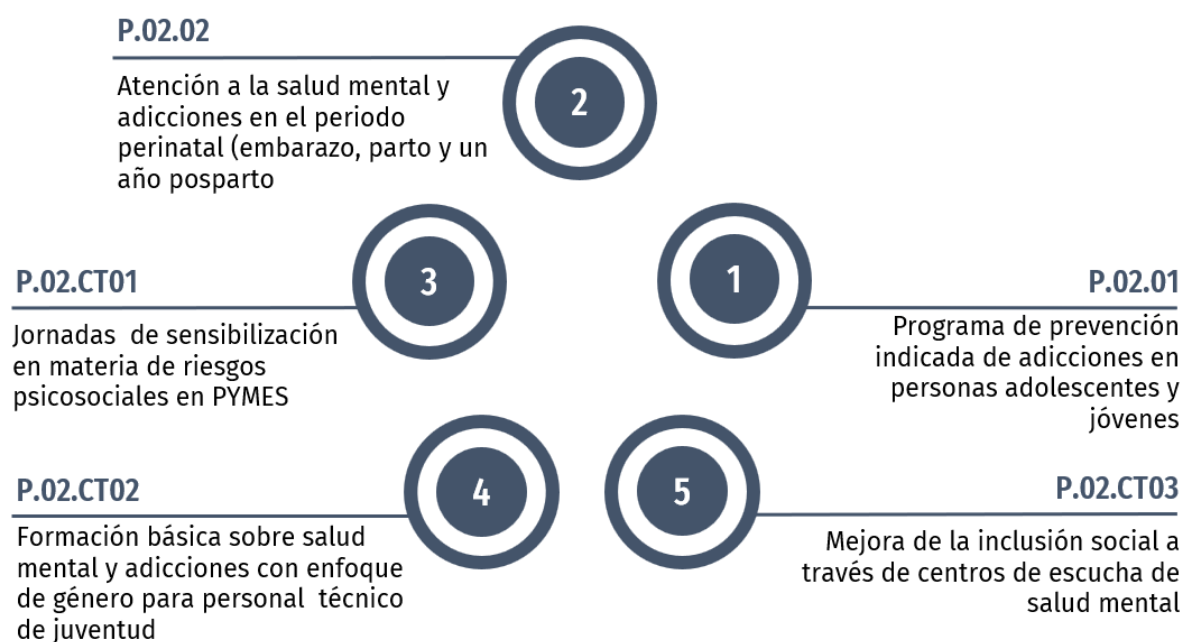 P.02.02
Atención a la salud mental y
adicciones en el periodo
perinatal (embarazo, parto y un
año posparto
2
P.02.CT01
Jornadas de sensibilización
en materia de riesgos
psicosociales en PYMES
3
1
P.02.01
Programa de prevención
indicada de adicciones en
personas adolescentes y
jóvenes
P.02.CT02
Formación básica sobre salud
mental y adicciones con enfoque
de género para personal técnico
de juventud
4
5
P.02.CT03
Mejora de la inclusión social a
través de centros de escucha de
salud mental